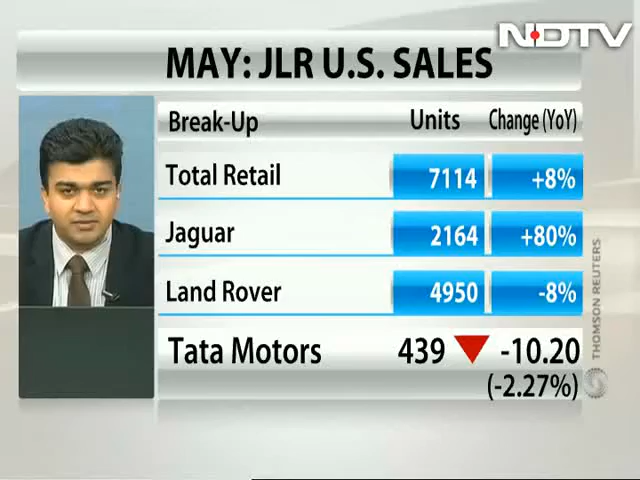 NDTV
MAY: JLR U.S. SALES
Break-Up Units Change (YoY)
Total Retail 7114 +8%
Jaguar 2164 +80%
Land Rover 4950 -8%
Tata Motors 439 -10.20
(-2.27%)
THOMSON REUTERS